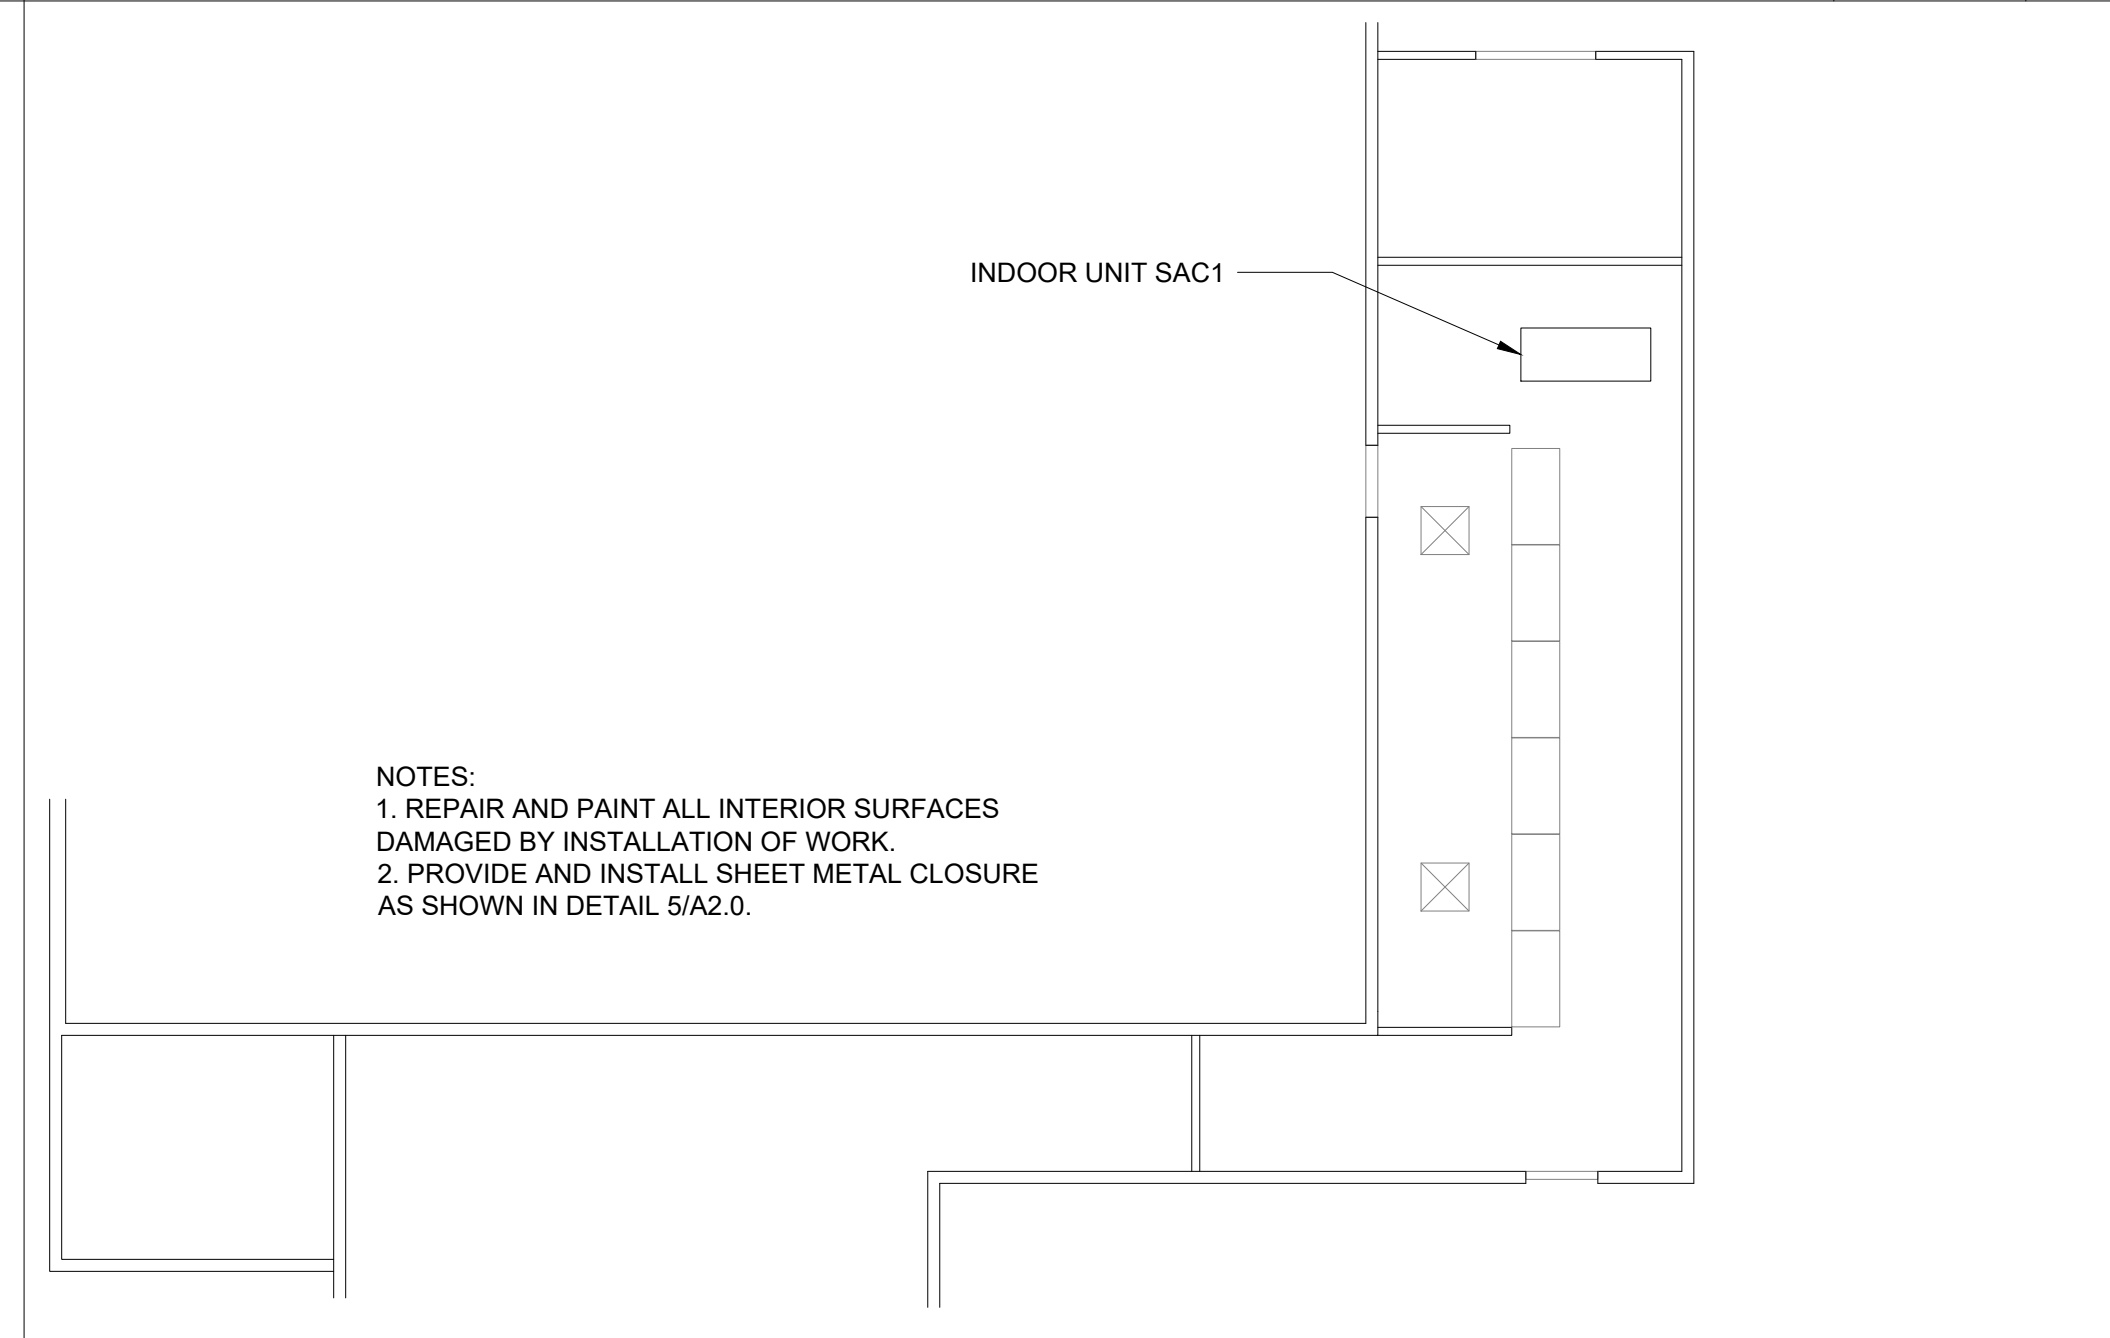 INDOOR UNIT SAC1
NOTES:
1. REPAIR AND PAINT ALL INTERIOR SURFACES
DAMAGED BY INSTALLATION OF WORK.
2. PROVIDE AND INSTALL SHEET METAL CLOSURE
AS SHOWN IN DETAIL 5/A2.0.